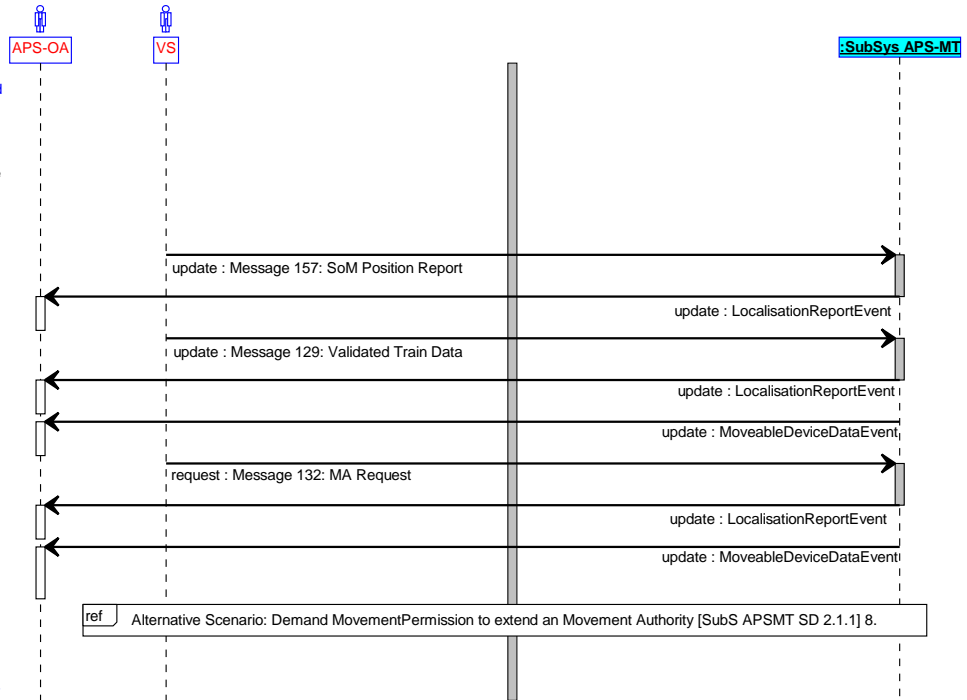 APS-OA
VS
:SubSys APS-MT
update : Message 157: SoM Position Report
update : LocalisationReportEvent
update : Message 129: Validated Train Data
update : LocalisationReportEvent
update : MoveableDeviceDataEvent
request : Message 132: MA Request
update : LocalisationReportEvent
update : MoveableDeviceDataEvent
ref
Alternative Scenario: Demand MovementPermission to extend an Movement Authority [SubS APSMT SD 2.1.1] 8.